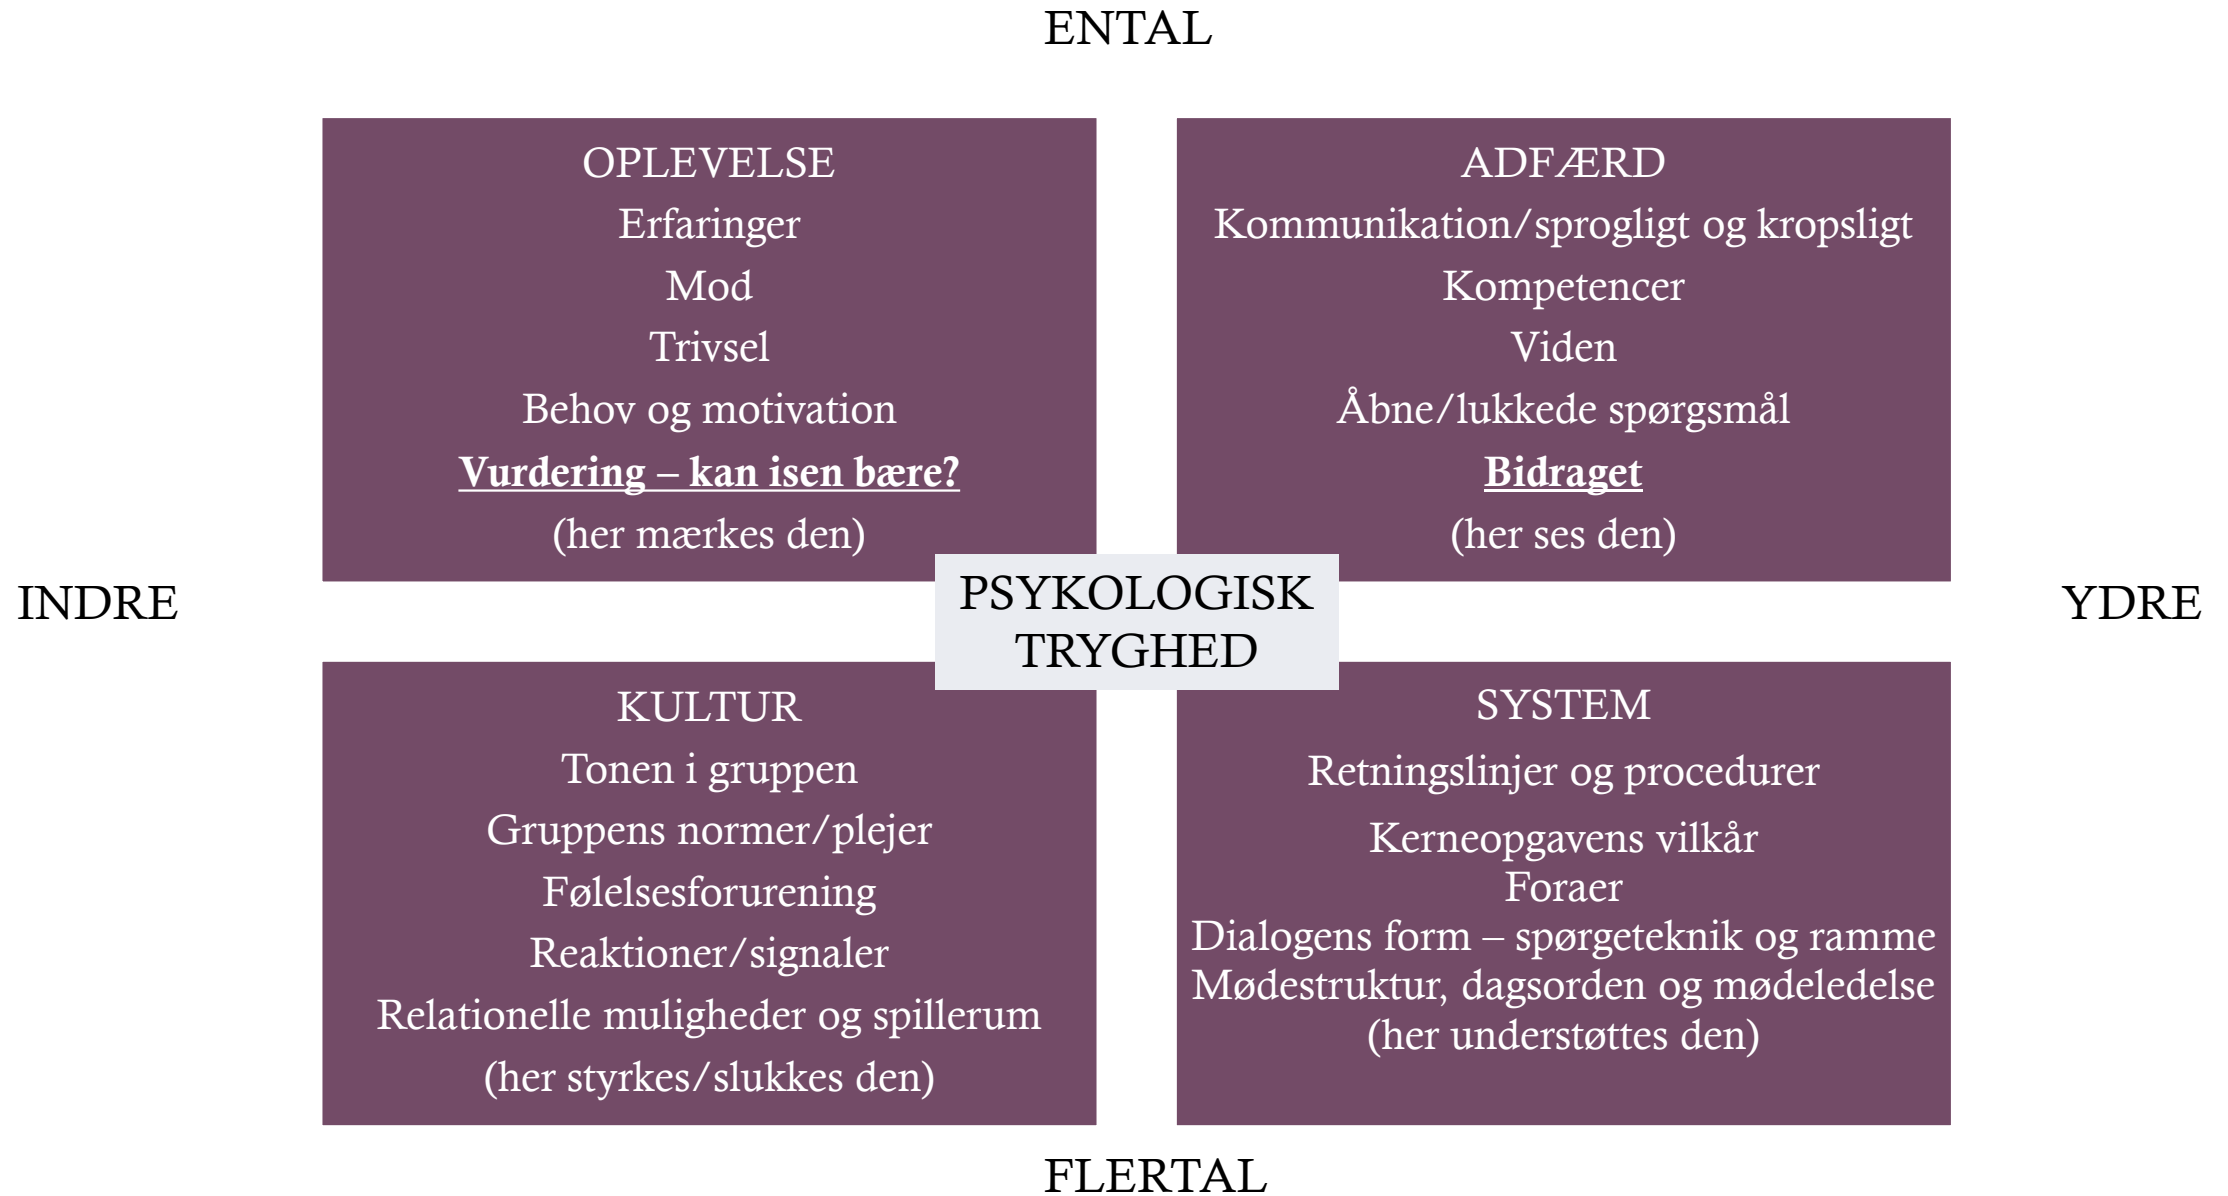 ENTAL
OPLEVELSE
Erfaringer
Mod
Trivsel
Behov og motivation
Vurdering – kan isen bære?
(her mærkes den)
ADFÆRD
Kommunikation/sprogligt og kropsligt
Kompetencer
Viden
Åbne/lukkede spørgsmål
Bidraget
(her ses den)
INDRE
PSYKOLOGISK
TRYGHED
YDRE
KULTUR
Tonen i gruppen
Gruppens normer/plejer
Følelsesforurening
Reaktioner/signaler
Relationelle muligheder og spillerum
(her styrkes/slukkes den)
SYSTEM
Retningslinjer og procedurer
Kerneopgavens vilkår
Foraer
Dialogens form – spørgeteknik og ramme
Mødestruktur, dagsorden og mødeledelse
(her understøttes den)
FLERTAL